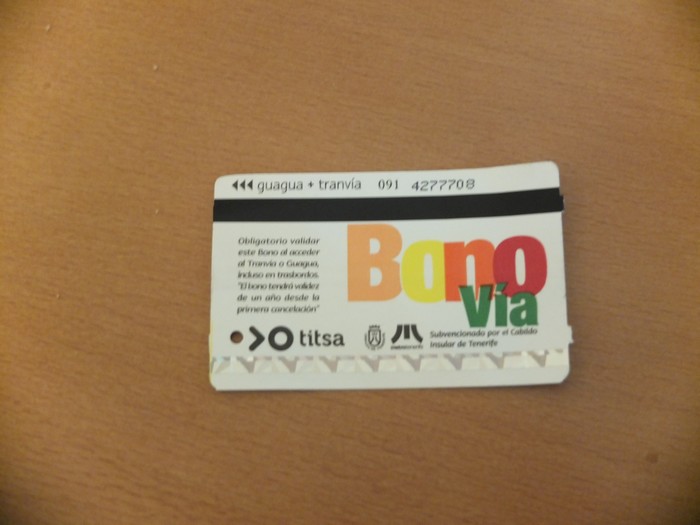 guagua + tranvía 091 4277708
Obligatorio validar
este Bono al acceder
al Tranvía o Guagua,
incluso en trasbordos.
"El bono tendrá validez
de un año desde la
primera cancelación"
Bono
Vía
titsa
Subvencionado por el Cabildo
Insular de Tenerife